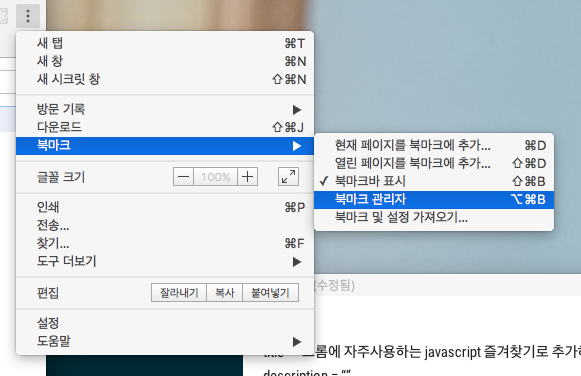 새 탭 ⌘T
새 창 ⌘N
새 시크릿 창 ⇧⌘N
방문 기록 ▶
다운로드 ⇧⌘J
북마크 ▶
현재 페이지를 북마크에 추가... ⌘D
열린 페이지를 북마크에 추가... ⇧⌘D
✓ 북마크바 표시 ⇧⌘B
북마크 관리자 ⌥⌘B
북마크 및 설정 가져오기...
글꼴 크기 — 100% +
인쇄 ⌘P
전송...
찾기... ⌘F
도구 더보기 ▶
편집 잘라내기 복사 붙여넣기
설정
도움말 ▶
(수정됨)
에 자주사용하는 javascript 즐겨찾기로 추가
description = ""